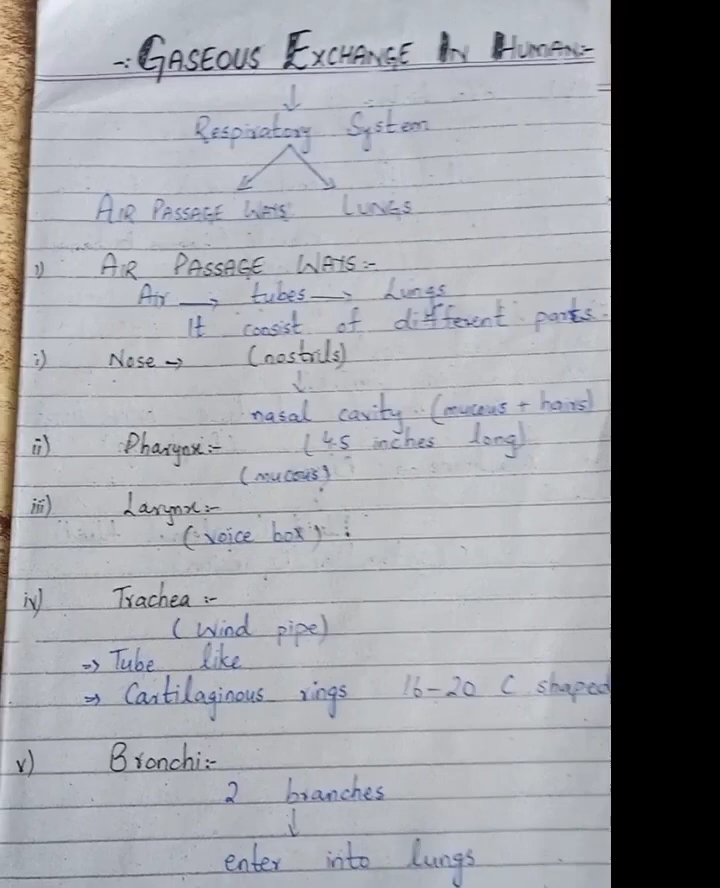 -: GASEOUS EXCHANGE IN HUMAN:-
↓
Respiratory System
AIR PASSAGE WAYS LUNGS
1) AIR PASSAGE WAYS:-
Air → tubes → Lungs
It consist of different parts.
i) Nose → (nostrils)
↓
nasal cavity (mucous + hairs)
ii) Pharynx:- (4.5 inches long)
(mucous)
iii) Larynx:-
(voice box)
iv) Trachea :-
(Wind pipe)
⇒ Tube like
⇒ Cartilaginous rings 16-20 C shaped
v) Bronchi:-
2 branches
↓
enter into lungs